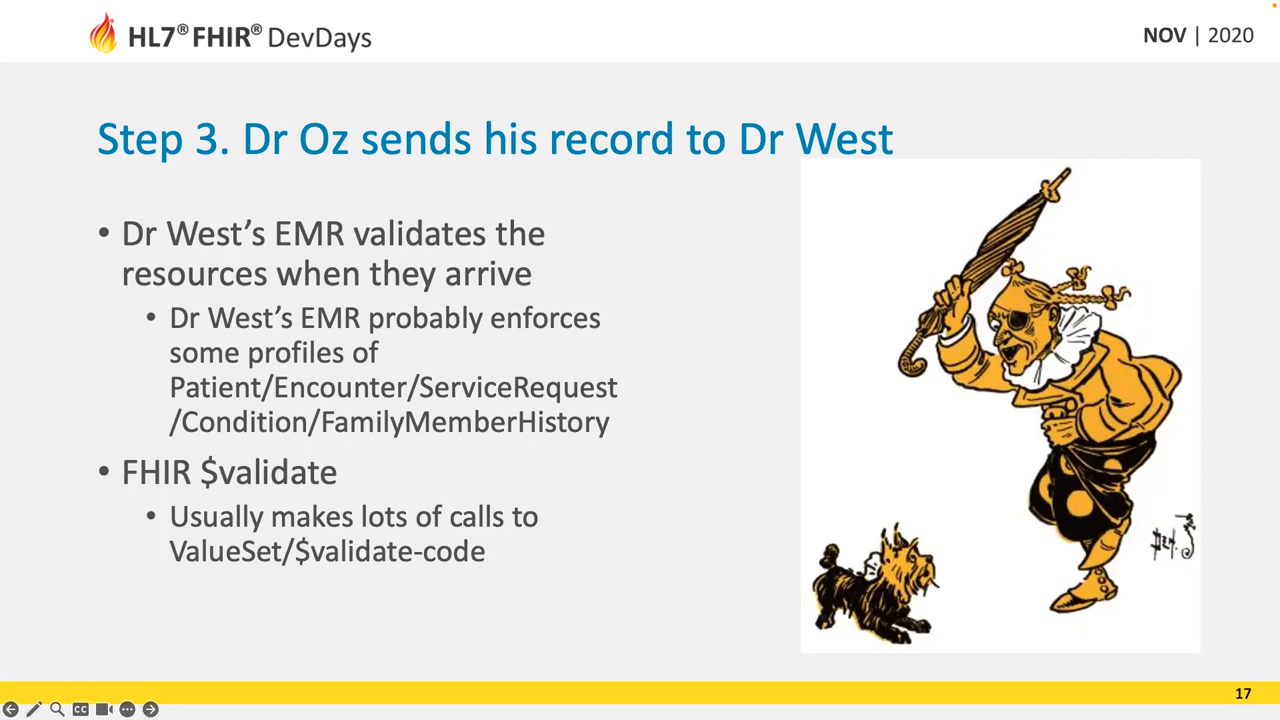 HL7® FHIR® DevDays
NOV | 2020
Step 3. Dr Oz sends his record to Dr West
• Dr West’s EMR validates the
resources when they arrive
• Dr West’s EMR probably enforces
some profiles of
Patient/Encounter/ServiceRequest
/Condition/FamilyMemberHistory
• FHIR $validate
• Usually makes lots of calls to
ValueSet/$validate-code
17
CC